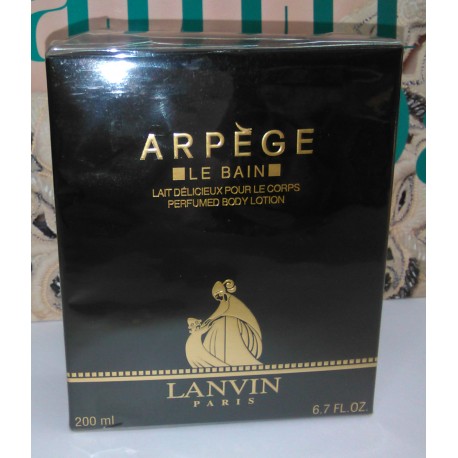 ARPÈGE
LE BAIN
LAIT DÉLICIEUX POUR LE CORPS
PERFUMED BODY LOTION
LANVIN
PARIS
200 ml 6.7 FL.OZ.